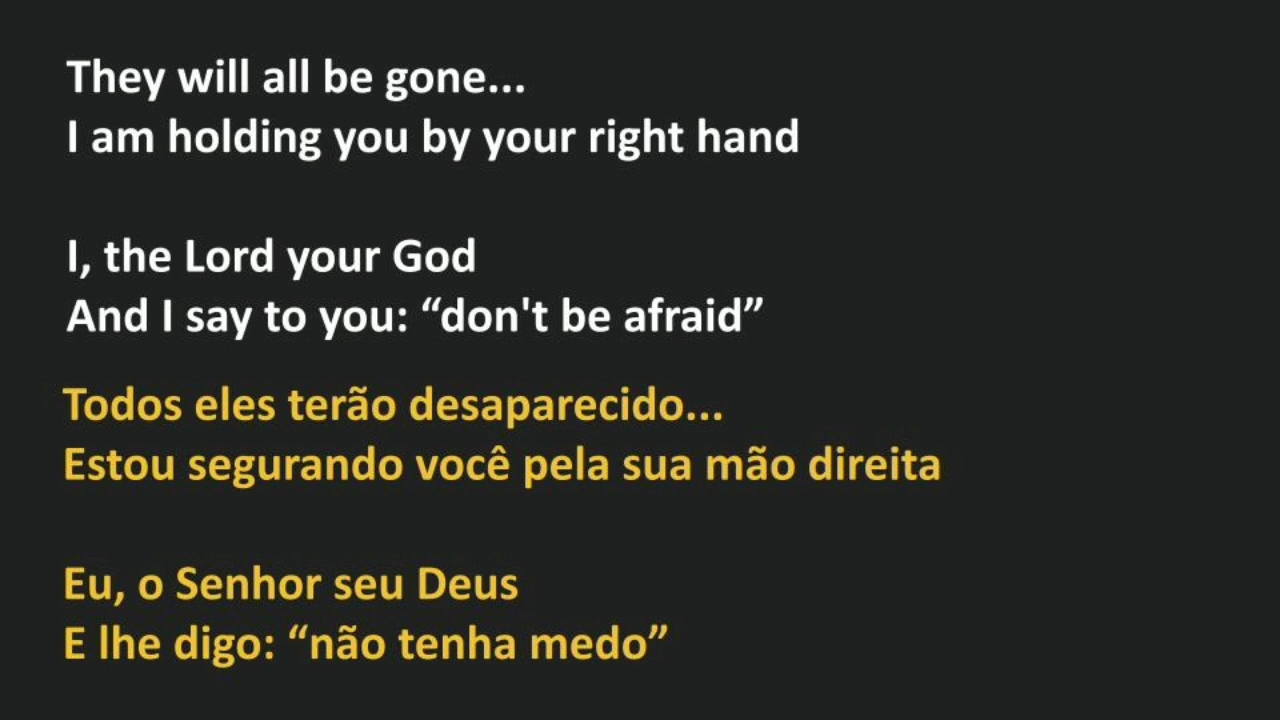 They will all be gone...
I am holding you by your right hand
I, the Lord your God
And I say to you: “don't be afraid”
Todos eles terão desaparecido...
Estou segurando você pela sua mão direita
Eu, o Senhor seu Deus
E lhe digo: “não tenha medo”